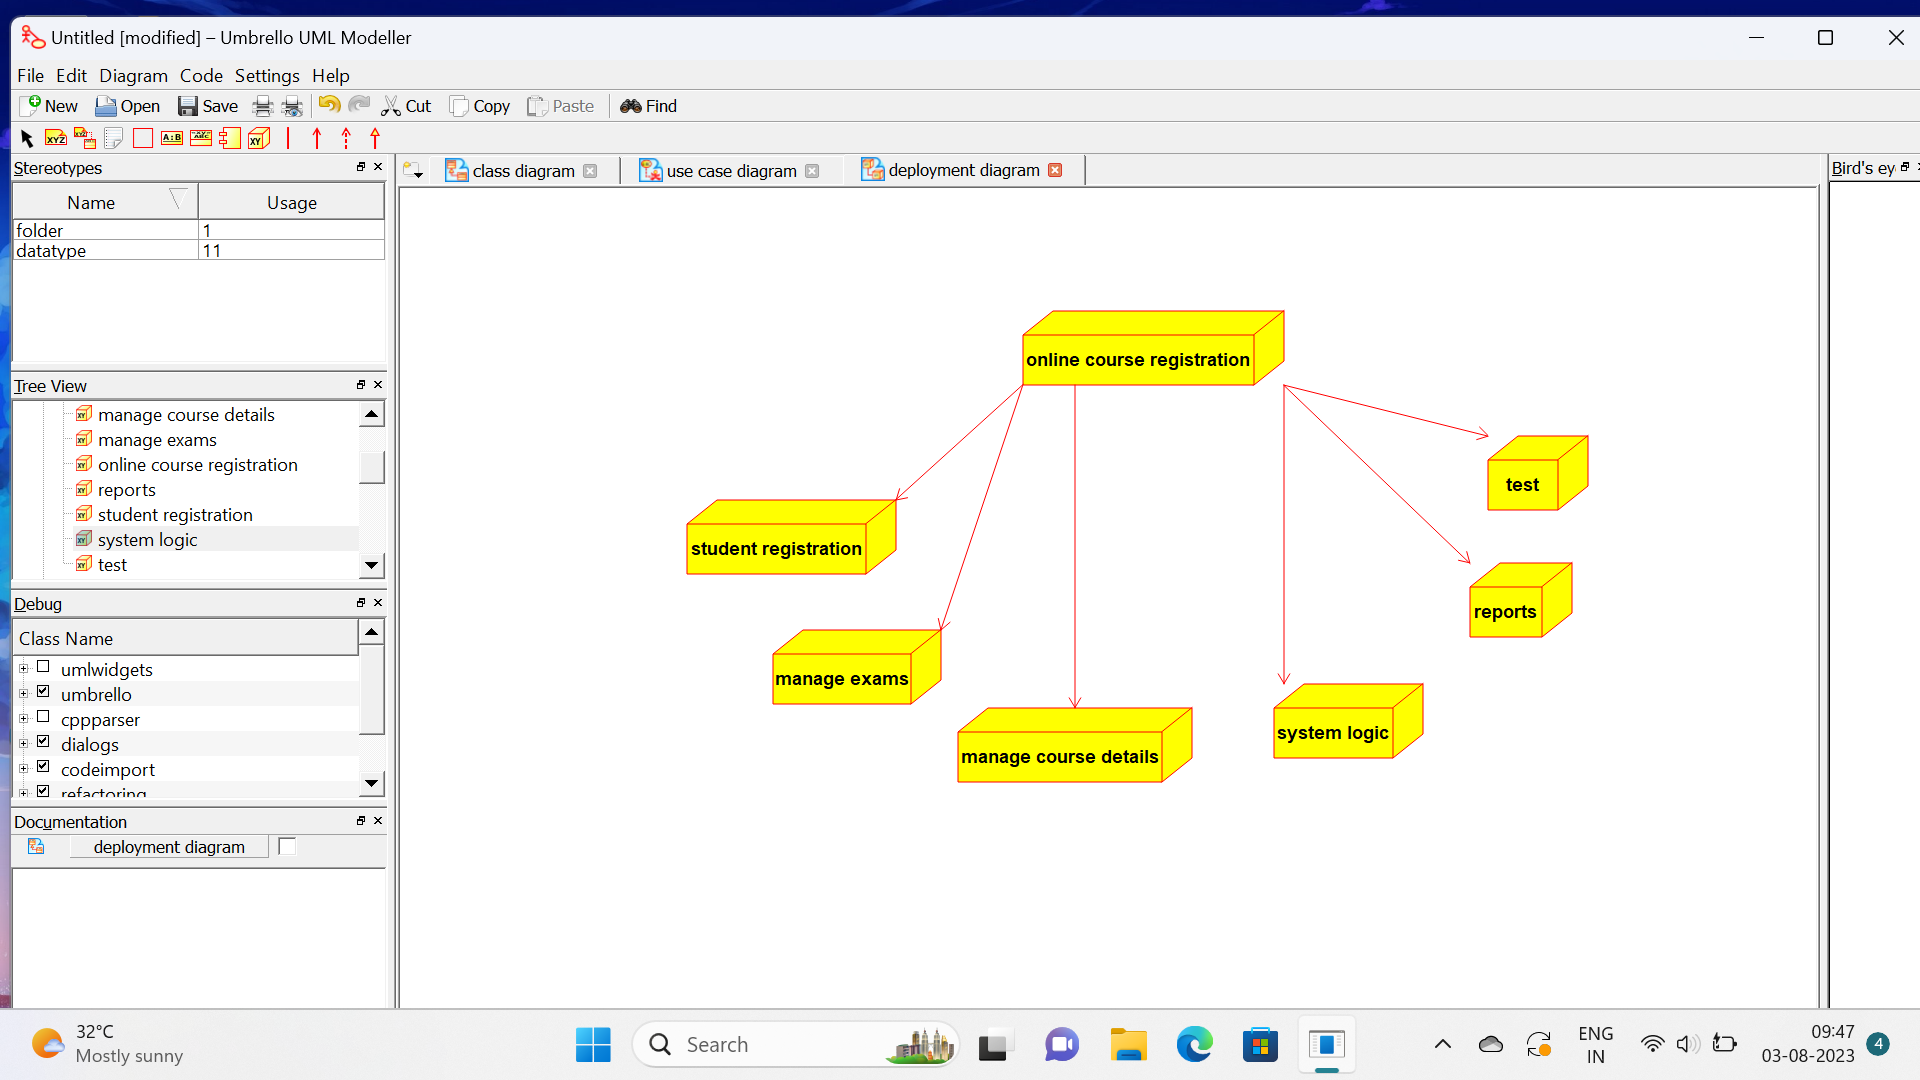 Untitled [modified] – Umbrello UML Modeller
File Edit Diagram Code Settings Help
New Open Save Cut Copy Paste Find
Stereotypes
Name Usage
folder 1
datatype 11
Tree View
manage course details
manage exams
online course registration
reports
student registration
system logic
test
Debug
Class Name
umlwidgets
umbrello
cppparser
dialogs
codeimport
refactoring
Documentation
deployment diagram
class diagram use case diagram deployment diagram
Bird's ey
online course registration
test
student registration
reports
manage exams
system logic
manage course details
32°C
Mostly sunny
Search
ENG
IN
09:47
03-08-2023
4